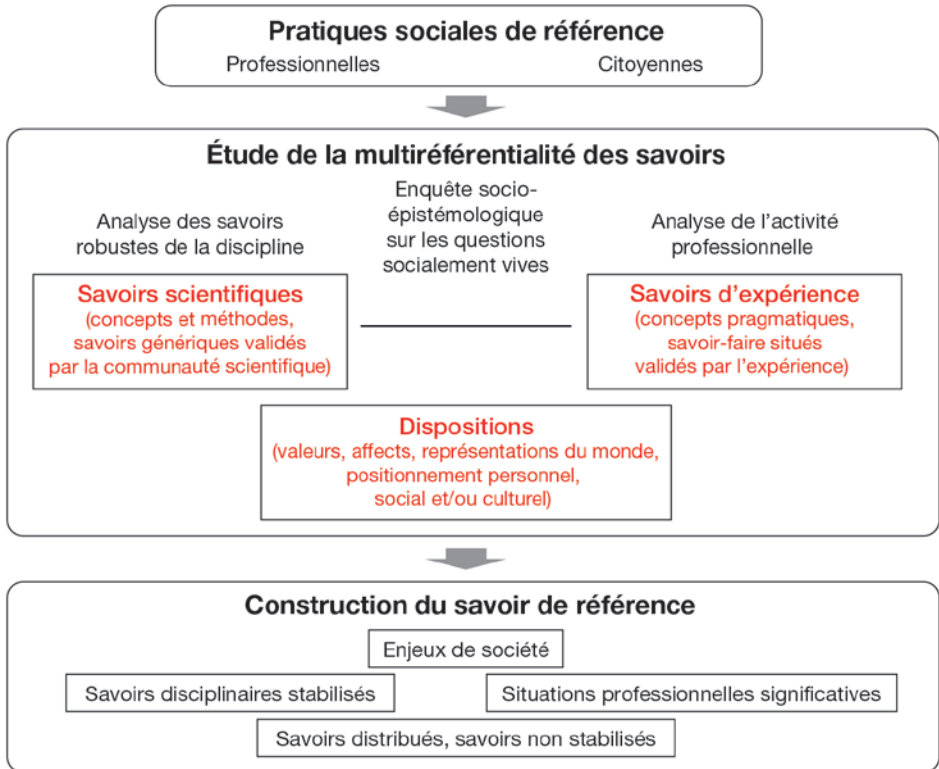 Pratiques sociales de référence
Professionnelles
Citoyennes
Étude de la multiréférentialité des savoirs
Analyse des savoirs
robustes de la discipline
Enquête socio-
épistémologique
sur les questions
socialement vives
Analyse de l'activité
professionnelle
Savoirs scientifiques
(concepts et méthodes,
savoirs génériques validés
par la communauté scientifique)
Savoirs d'expérience
(concepts pragmatiques,
savoir-faire situés
validés par l'expérience)
Dispositions
(valeurs, affects, représentations du monde,
positionnement personnel,
social et/ou culturel)
Construction du savoir de référence
Enjeux de société
Savoirs disciplinaires stabilisés
Situations professionnelles significatives
Savoirs distribués, savoirs non stabilisés